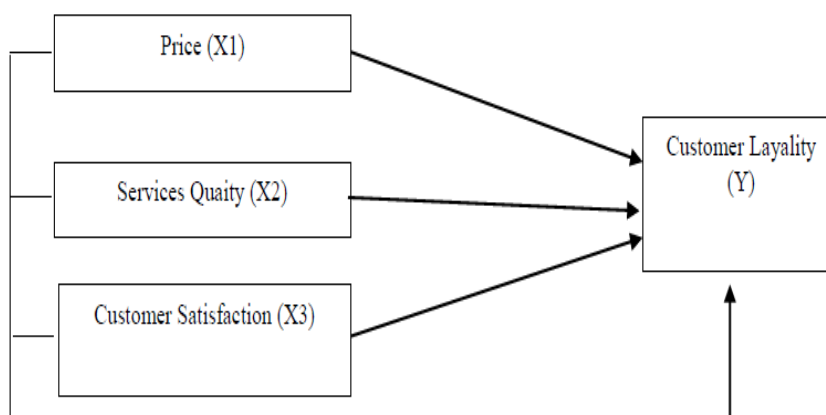 Price (X1)
Services Quaity (X2)
Customer Satisfaction (X3)
Customer Layality
(Y)